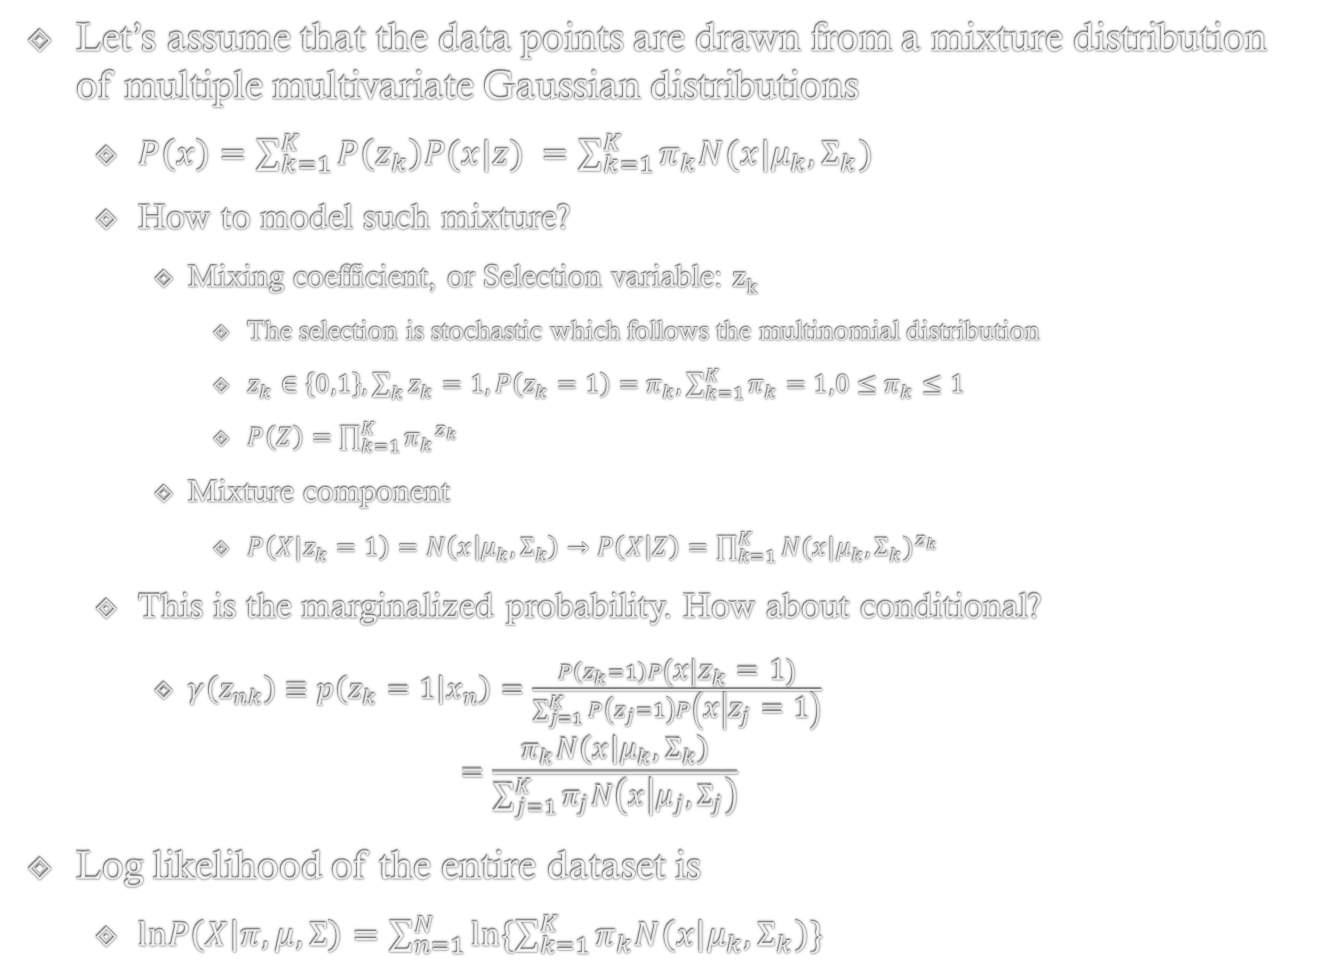 Let's assume that the data points are drawn from a mixture distribution
of multiple multivariate Gaussian distributions
P(x) = ∑_{k=1}^{K} P(z_k)P(x|z) = ∑_{k=1}^{K} π_k N(x|μ_k, Σ_k)
How to model such mixture?
Mixing coefficient, or Selection variable: z_k
The selection is stochastic which follows the multinomial distribution
z_k ∈ {0,1}, ∑_k z_k = 1, P(z_k = 1) = π_k, ∑_{k=1}^{K} π_k = 1, 0 ≤ π_k ≤ 1
P(Z) = ∏_{k=1}^{K} π_k^{z_k}
Mixture component
P(X|z_k = 1) = N(x|μ_k, Σ_k) → P(X|Z) = ∏_{k=1}^{K} N(x|μ_k, Σ_k)^{z_k}
This is the marginalized probability. How about conditional?
γ(z_{nk}) ≡ p(z_k = 1|x_n) = \frac{P(z_k=1)P(x|z_k = 1)}{∑_{j=1}^{K} P(z_j=1)P(x|z_j = 1)}
= \frac{π_k N(x|μ_k, Σ_k)}{∑_{j=1}^{K} π_j N(x|μ_j, Σ_j)}
Log likelihood of the entire dataset is
lnP(X|π, μ, Σ) = ∑_{n=1}^{N} ln{∑_{k=1}^{K} π_k N(x|μ_k, Σ_k)}